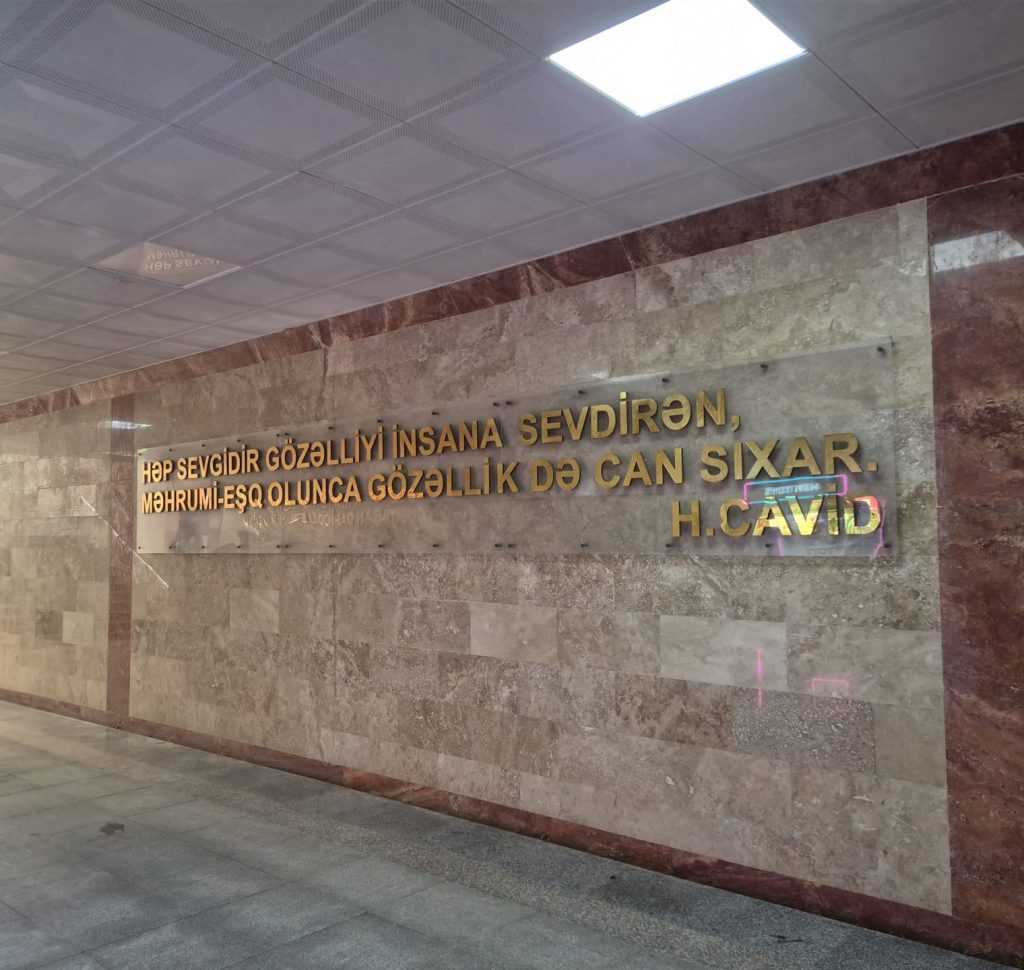 HƏP SEVGİDİR GÖZƏLLİYİ İNSANA SEVDİRƏN,
MƏHRUMİ-EŞQ OLUNCA GÖZƏLLİK DƏ CAN SIXAR.
H.CAVİD